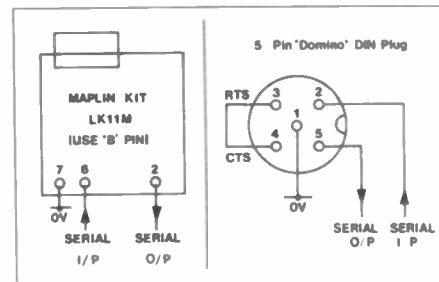 MAPLIN KIT
LK11M
(USE 'B' PIN)
7 6 2
0V
SERIAL
I/P
SERIAL
O/P
5 Pin 'Domino' DIN Plug
RTS
3
2
1
4
5
CTS
0V
SERIAL
O/P
SERIAL
I P